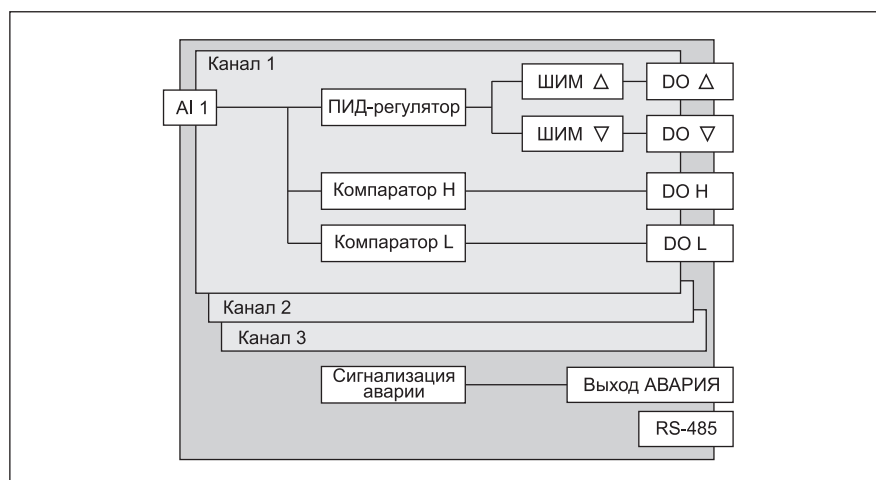 Канал 1
AI 1
ПИД-регулятор
ШИМ △
DO △
ШИМ ▽
DO ▽
Компаратор H
DO H
Компаратор L
DO L
Канал 2
Канал 3
Сигнализация
аварии
Выход АВАРИЯ
RS-485